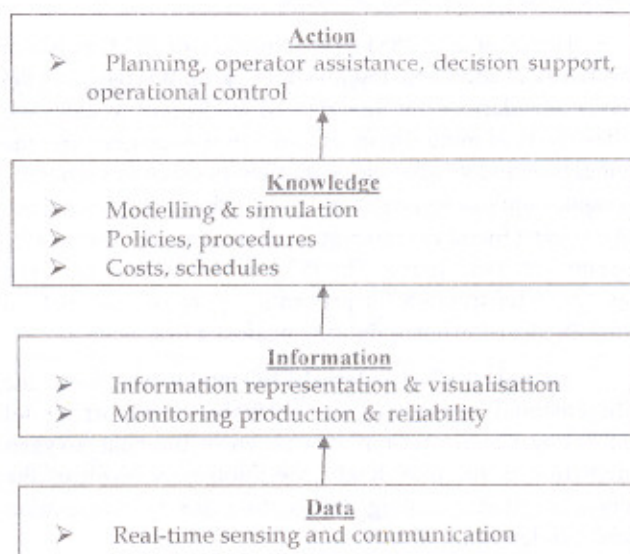 Action
➢ Planning, operator assistance, decision support,
operational control
Knowledge
➢ Modelling & simulation
➢ Policies, procedures
➢ Costs, schedules
Information
➢ Information representation & visualisation
➢ Monitoring production & reliability
Data
➢ Real-time sensing and communication